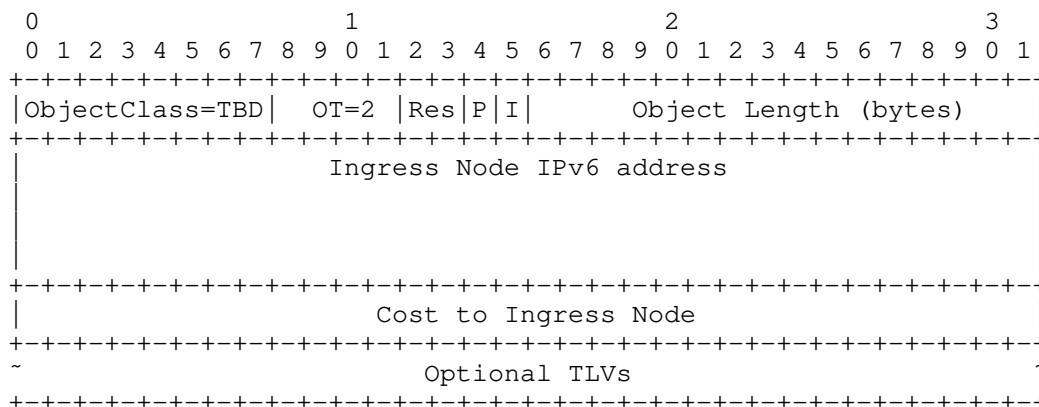 0                   1                   2                   3
 0 1 2 3 4 5 6 7 8 9 0 1 2 3 4 5 6 7 8 9 0 1 2 3 4 5 6 7 8 9 0 1
+-+-+-+-+-+-+-+-+-+-+-+-+-+-+-+-+-+-+-+-+-+-+-+-+-+-+-+-+-+-+-+--
|ObjectClass=TBD|  OT=2 |Res|P|I|      Object Length (bytes)
+-+-+-+-+-+-+-+-+-+-+-+-+-+-+-+-+-+-+-+-+-+-+-+-+-+-+-+-+-+-+-+--
|                   Ingress Node IPv6 address
|
|
|
+-+-+-+-+-+-+-+-+-+-+-+-+-+-+-+-+-+-+-+-+-+-+-+-+-+-+-+-+-+-+-+--
|                      Cost to Ingress Node
+-+-+-+-+-+-+-+-+-+-+-+-+-+-+-+-+-+-+-+-+-+-+-+-+-+-+-+-+-+-+-+--
~                         Optional TLVs                         ~
+-+-+-+-+-+-+-+-+-+-+-+-+-+-+-+-+-+-+-+-+-+-+-+-+-+-+-+-+-+-+-+--